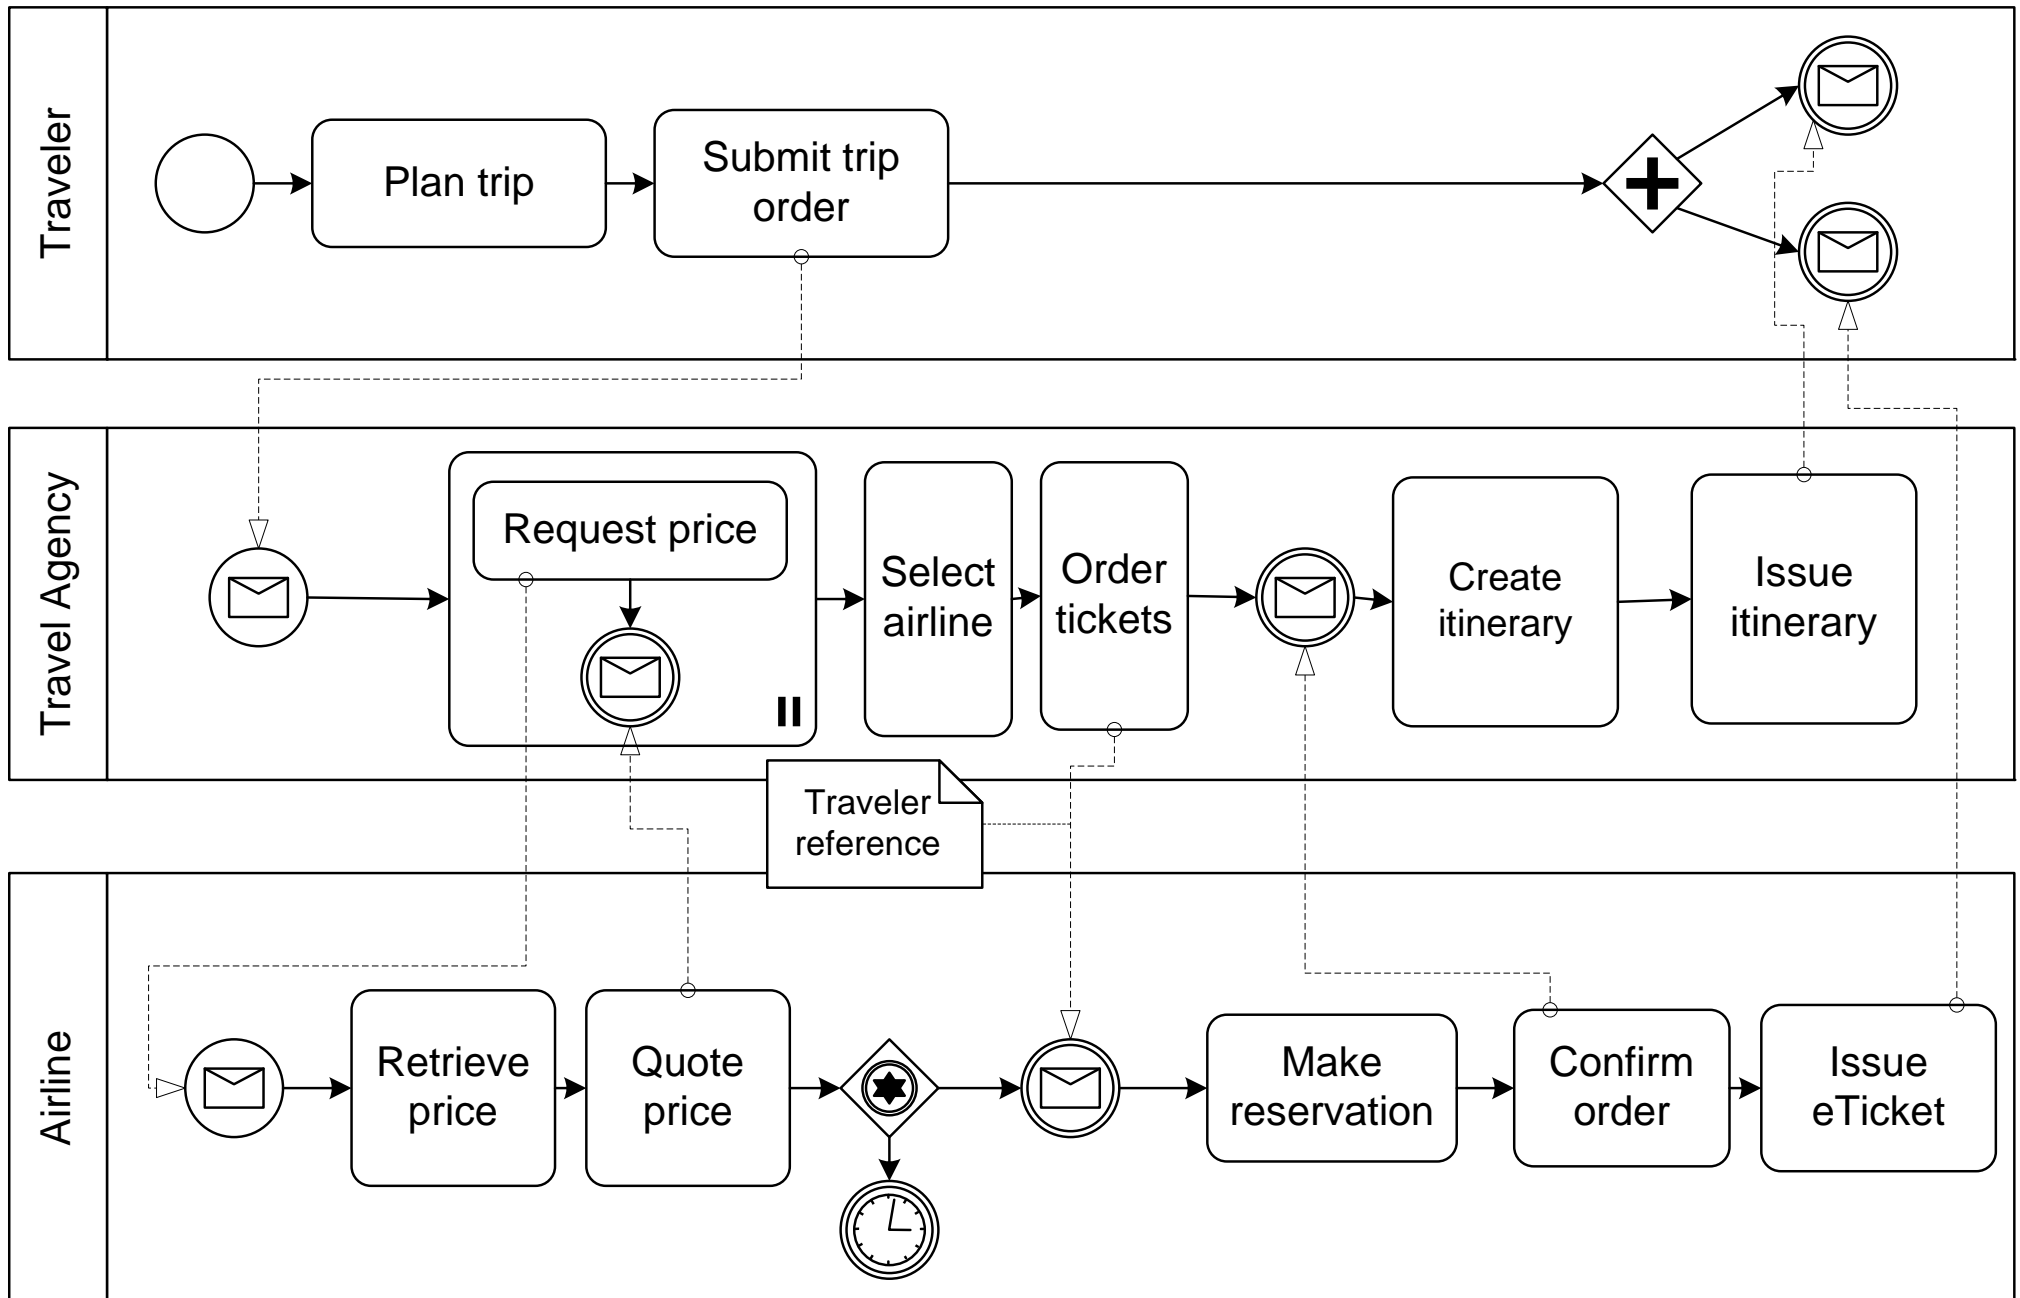 Traveler
Plan trip
Submit trip
order
Travel Agency
Request price
Select
airline
Order
tickets
Create
itinerary
Issue
itinerary
Traveler
reference
Airline
Retrieve
price
Quote
price
Make
reservation
Confirm
order
Issue
eTicket